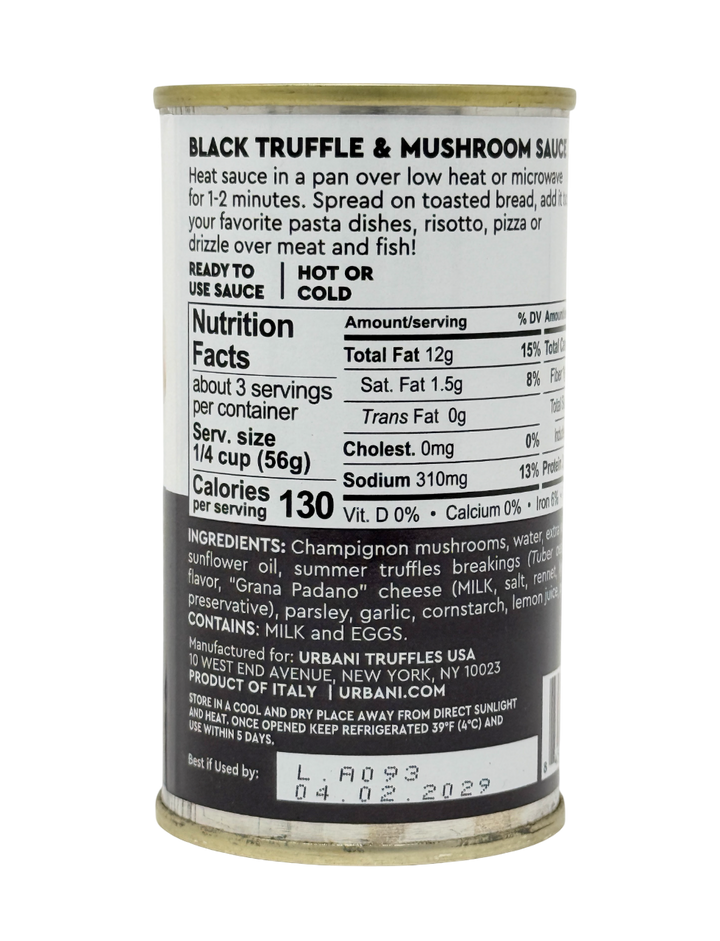 BLACK TRUFFLE & MUSHROOM SAUCE
Heat sauce in a pan over low heat or microwave
for 1-2 minutes. Spread on toasted bread, add it
your favorite pasta dishes, risotto, pizza or
drizzle over meat and fish!
READY TO
USE SAUCE
HOT OR
COLD
Nutrition
Facts
about 3 servings
per container
Serv. size
1/4 cup (56g)
Calories
per serving 130
Amount/serving % DV
Total Fat 12g 15% Total
Sat. Fat 1.5g 8%
Trans Fat 0g
Cholest. 0mg 0%
Sodium 310mg 13% Protein
Vit. D 0% • Calcium 0% • Iron 6%
INGREDIENTS: Champignon mushrooms, water,
sunflower oil, summer truffles breakings (Tuber
flavor, "Grana Padano" cheese (MILK, salt, rennet,
preservative), parsley, garlic, cornstarch, lemon juice
CONTAINS: MILK and EGGS.
Manufactured for: URBANI TRUFFLES USA
10 WEST END AVENUE, NEW YORK, NY 10023
PRODUCT OF ITALY | URBANI.COM
STORE IN A COOL AND DRY PLACE AWAY FROM DIRECT SUNLIGHT
AND HEAT, ONCE OPENED KEEP REFRIGERATED 39°F (4°C) AND
USE WITHIN 5 DAYS.
Best if Used by:
L.A093
04.02.2029
8